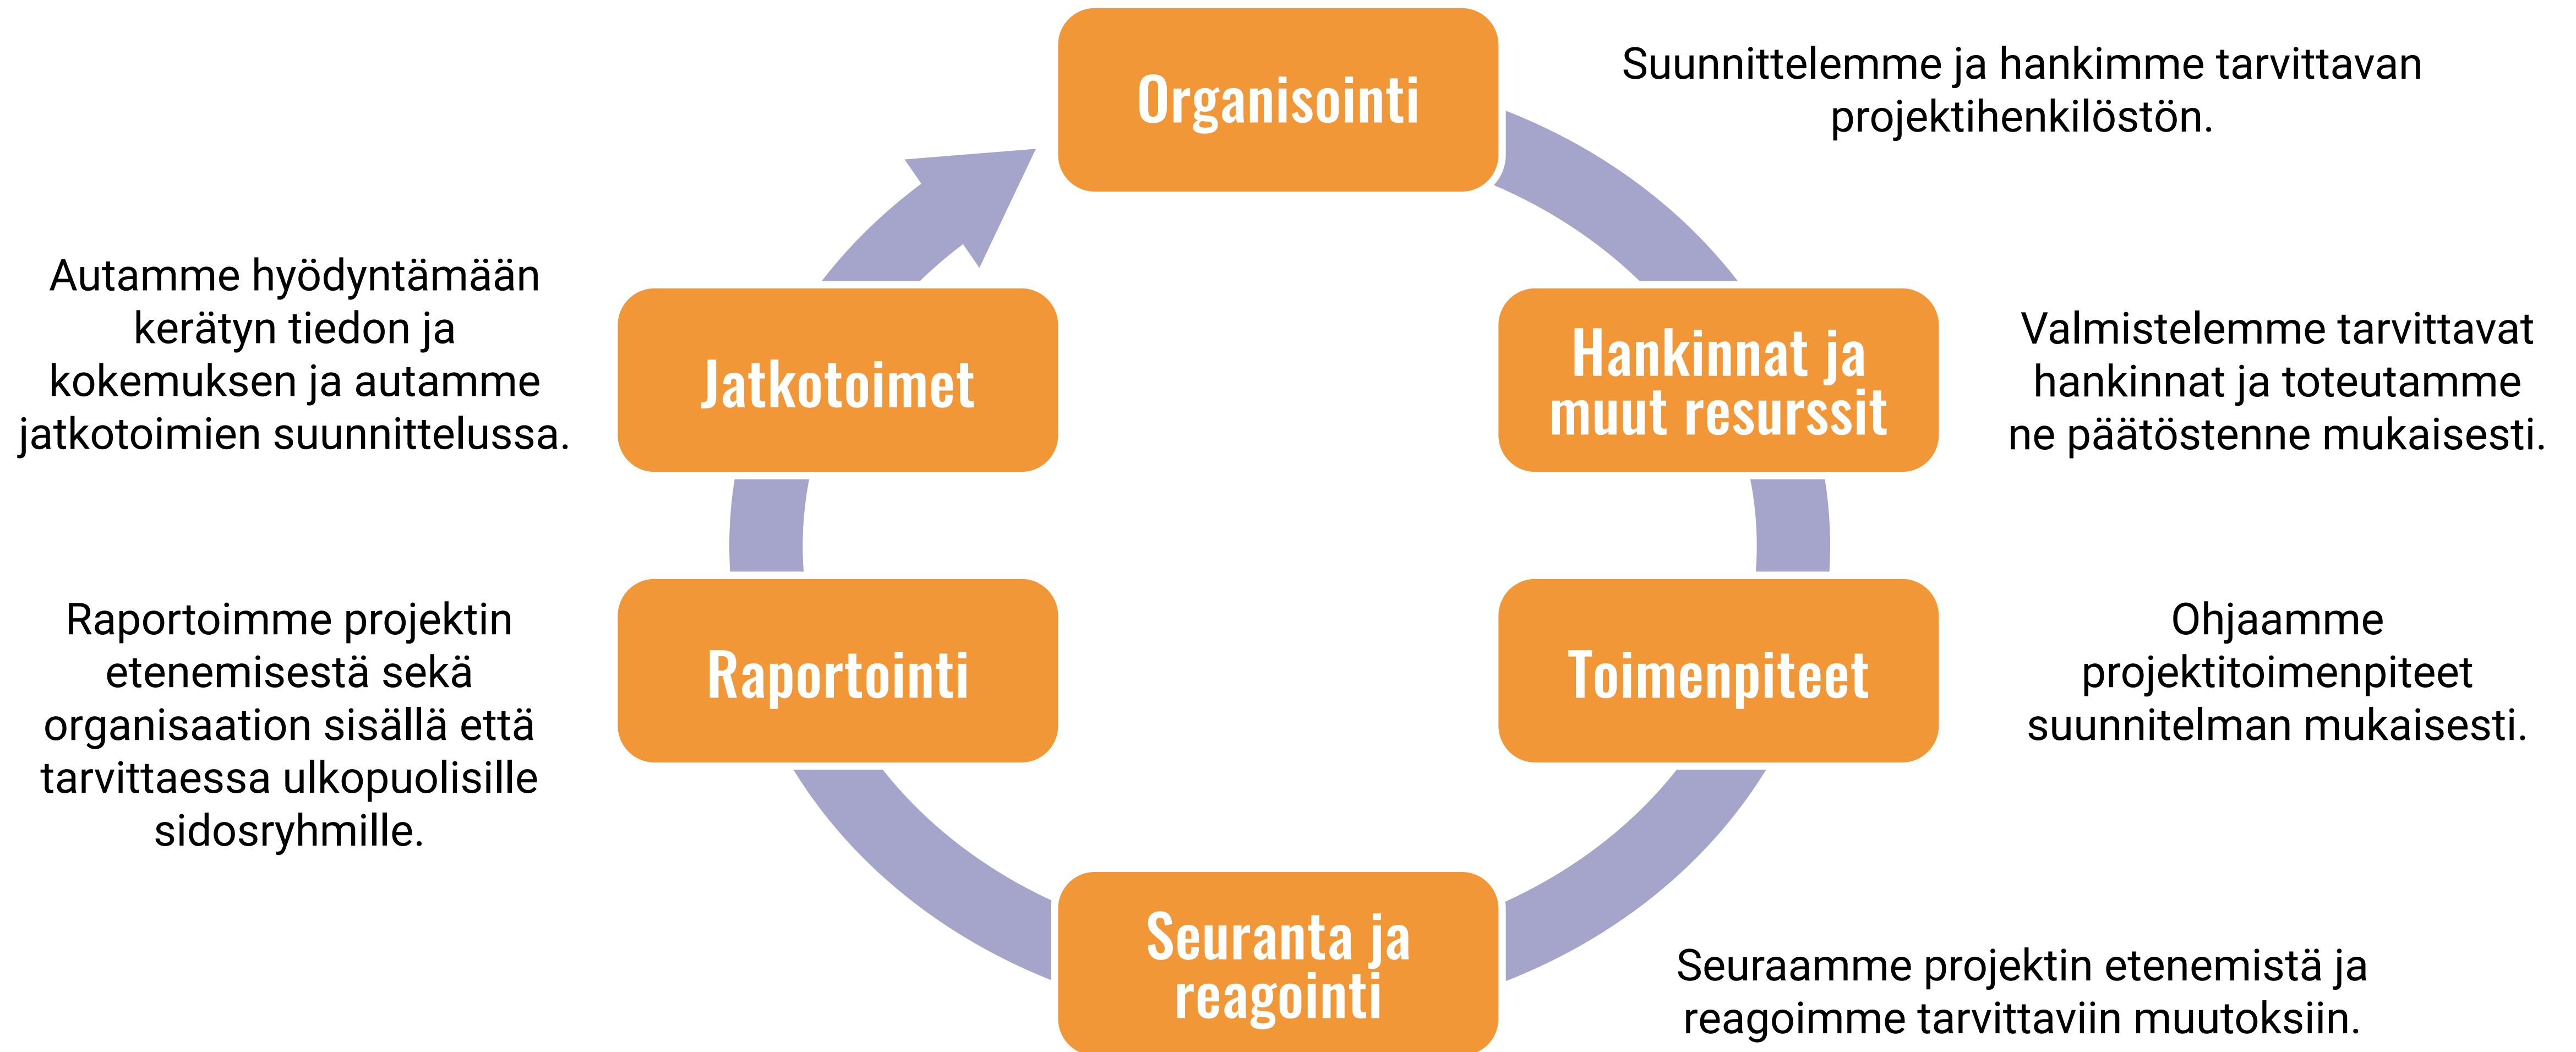 Organisointi
Suunnittelemme ja hankimme tarvittavan
projektihenkilöstön.
Hankinnat ja
muut resurssit
Valmistelemme tarvittavat
hankinnat ja toteutamme
ne päätöstenne mukaisesti.
Toimenpiteet
Ohjaamme
projektitoimenpiteet
suunnitelman mukaisesti.
Seuranta ja
reagointi
Seuraamme projektin etenemistä ja
reagoimme tarvittaviin muutoksiin.
Raportointi
Raportoimme projektin
etenemisestä sekä
organisaation sisällä että
tarvittaessa ulkopuolisille
sidosryhmille.
Jatkotoimet
Autamme hyödyntämään
kerätyn tiedon ja
kokemuksen ja autamme
jatkotoimien suunnittelussa.